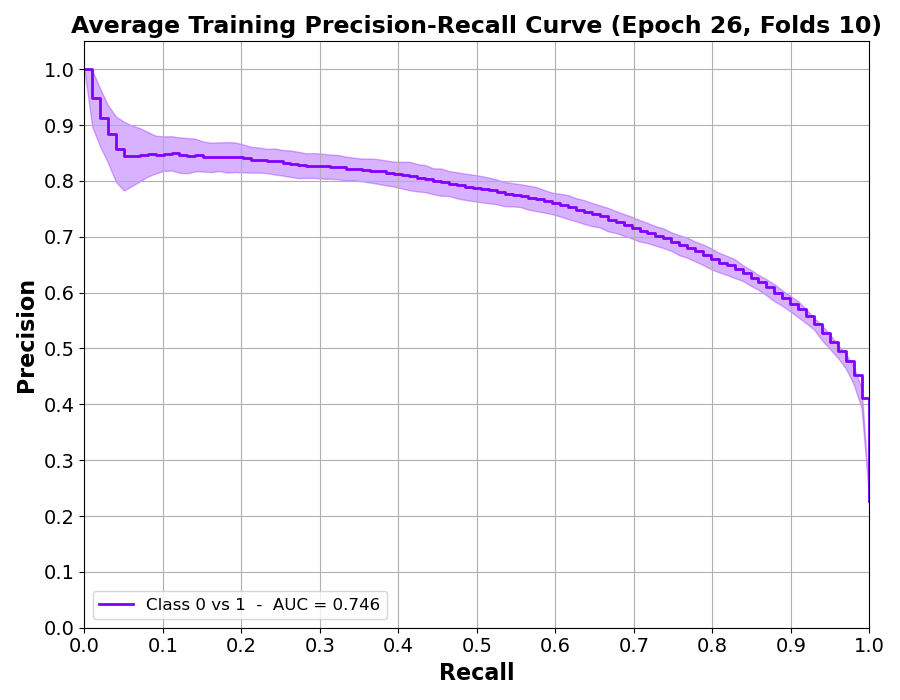 Average Training Precision-Recall Curve (Epoch 26, Folds 10)
Precision
1.0
0.9
0.8
0.7
0.6
0.5
0.4
0.3
0.2
0.1
0.0
Class 0 vs 1 - AUC = 0.746
0.0 0.1 0.2 0.3 0.4 0.5 0.6 0.7 0.8 0.9 1.0
Recall